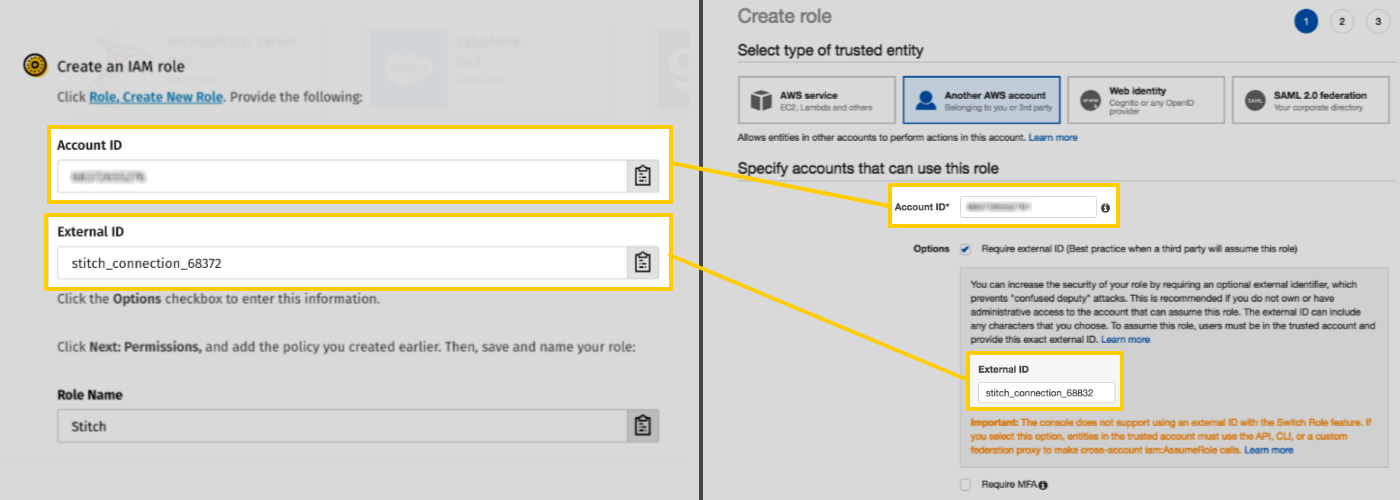 Microsoft SQL Server
Salesforce
Create an IAM role
Click Role, Create New Role. Provide the following:
Account ID
External ID
stitch_connection_68372
Click the Options checkbox to enter this information.
Click Next: Permissions, and add the policy you created earlier. Then, save and name your role:
Role Name
Stitch
Create role
1 2 3
Select type of trusted entity
AWS service
EC2, Lambda and others
Another AWS account
Belonging to you or 3rd party
www
Web identity
Cognito or any OpenID
provider
SAML
SAML 2.0 federation
Your corporate directory
Allows entities in other accounts to perform actions in this account. Learn more
Specify accounts that can use this role
Account ID*
Options
Require external ID (Best practice when a third party will assume this role)
You can increase the security of your role by requiring an optional external identifier, which
prevents "confused deputy" attacks. This is recommended if you do not own or have
administrative access to the account that can assume this role. The external ID can include
any characters that you choose. To assume this role, users must be in the trusted account and
provide this exact external ID. Learn more
External ID
stitch_connection_68832
Important: The console does not support using an external ID with the Switch Role feature. If
you select this option, entities in the trusted account must use the API, CLI, or a custom
federation proxy to make cross-account iam:AssumeRole calls. Learn more
Require MFA